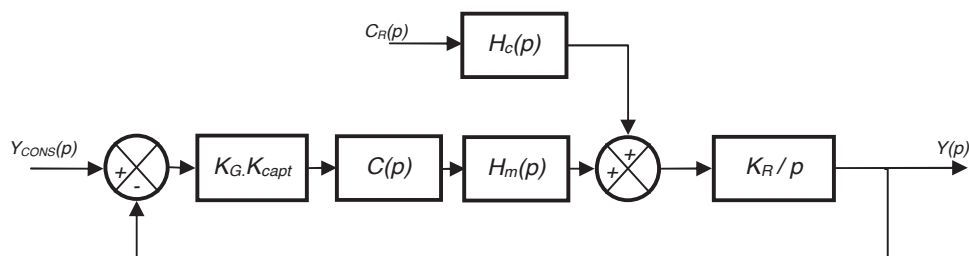 C_R(p)
H_c(p)
Y_CONS(p)
+
-
K_G.K_capt
C(p)
H_m(p)
+
+
K_R / p
Y(p)